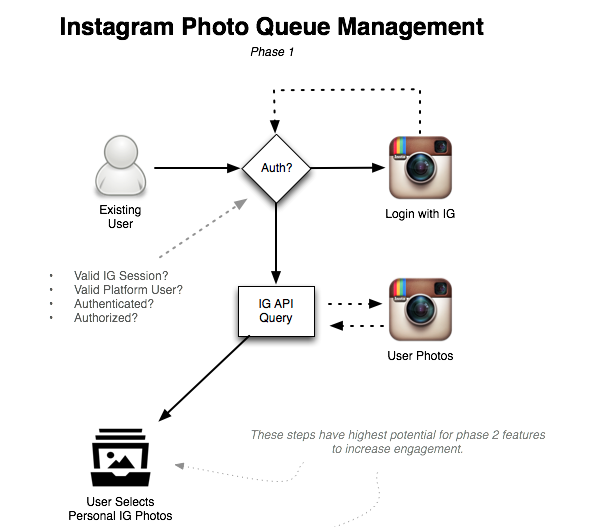 Instagram Photo Queue Management
Phase 1
Auth?
Existing
User
Login with IG
• Valid IG Session?
• Valid Platform User?
• Authenticated?
• Authorized?
IG API
Query
User Photos
These steps have highest potential for phase 2 features
to increase engagement.
User Selects
Personal IG Photos